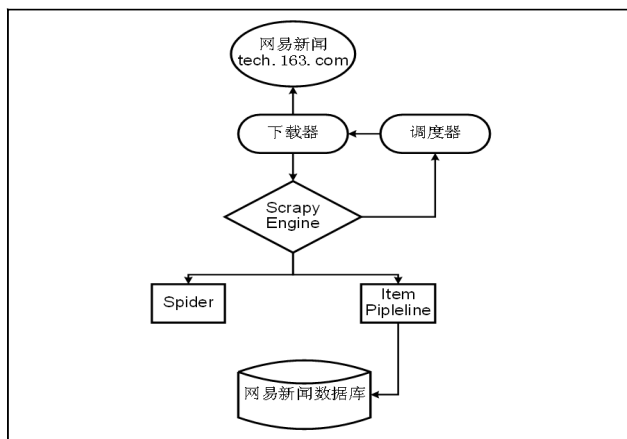 网易新闻
tech.163.com
下载器
调度器
Scrapy
Engine
Spider
Item
Pipleline
网易新闻数据库